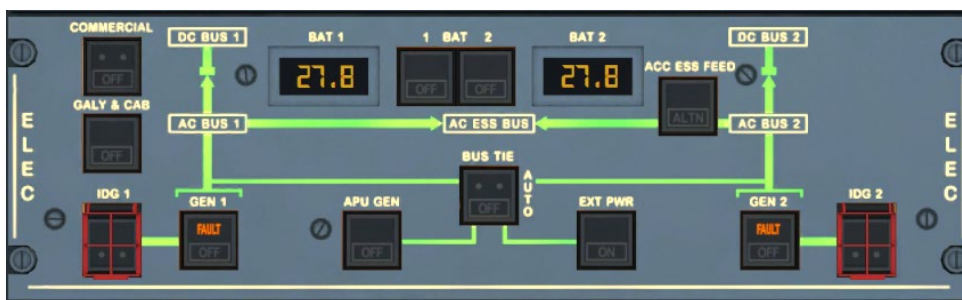 COMMERCIAL
OFF
GALY & CAB
OFF
DC BUS 1
BAT 1
27.8
1 BAT 2
OFF OFF
BAT 2
27.8
DC BUS 2
ACC ESS FEED
ALTN
AC BUS 1
AC ESS BUS
AC BUS 2
ELEC
ELEC
BUS TIE
OFF
AUTO
IDG 1
GEN 1
FAULT
OFF
APU GEN
OFF
EXT PWR
ON
GEN 2
FAULT
OFF
IDG 2